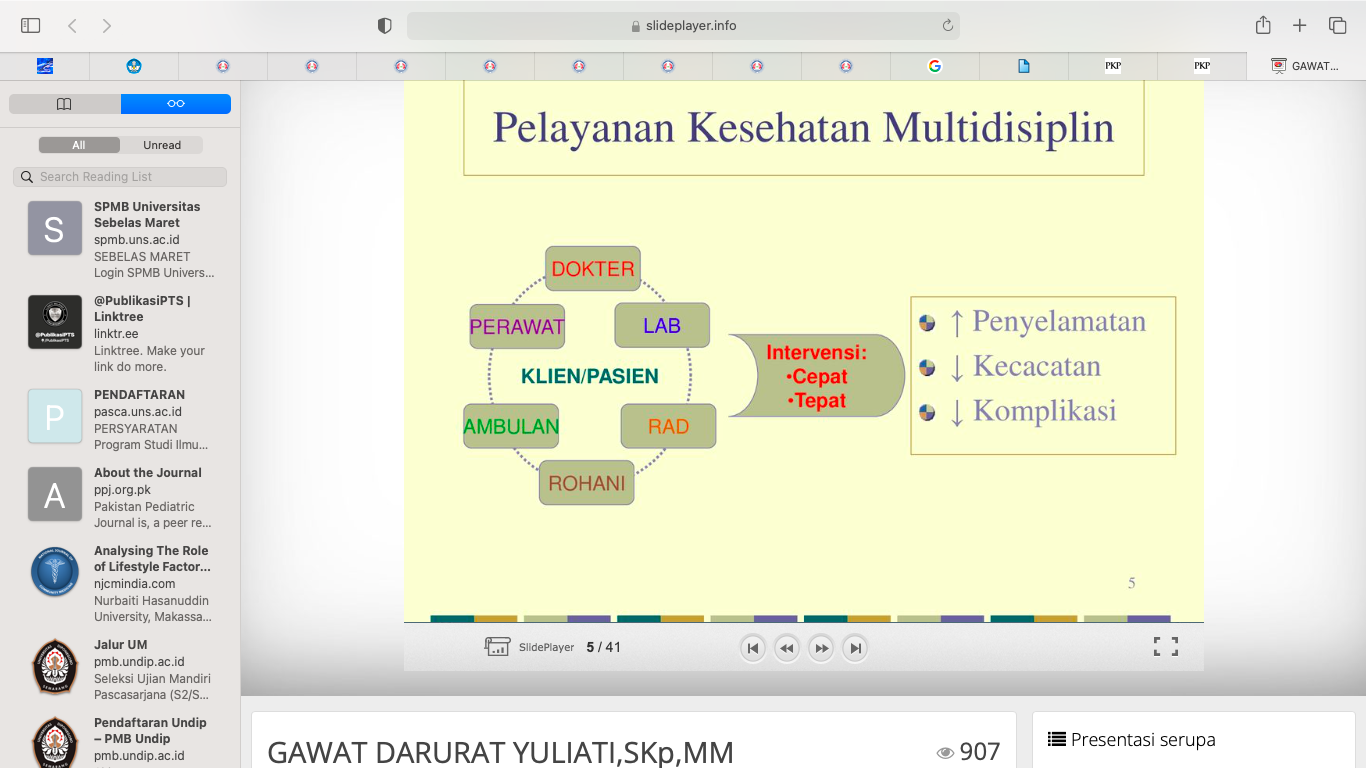 slideplayer.info
PKP
PKP
GAWAT...
All
Unread
Search Reading List
S
SPMB Universitas
Sebelas Maret
spmb.uns.ac.id
SEBELAS MARET
Login SPMB Univers...
@PublikasiPTS
@PublikasiPTS |
Linktree
linktr.ee
Linktree. Make your
link do more.
P
PENDAFTARAN
pasca.uns.ac.id
PERSYARATAN
Program Studi Ilmu...
A
About the Journal
ppj.org.pk
Pakistan Pediatric
Journal is, a peer re...
Analysing The Role
of Lifestyle Factor...
njcmindia.com
Nurbaiti Hasanuddin
University, Makassa...
Jalur UM
pmb.undip.ac.id
Seleksi Ujian Mandiri
Pascasarjana (S2/S...
Pendaftaran Undip
– PMB Undip
pmb.undip.ac.id
Pelayanan Kesehatan Multidisiplin
DOKTER
PERAWAT
LAB
KLIEN/PASIEN
AMBULAN
RAD
ROHANI
Intervensi:
•Cepat
•Tepat
↑ Penyelamatan
↓ Kecacatan
↓ Komplikasi
5
SlidePlayer
5 / 41
GAWAT DARURAT YULIATI,SKp,MM
907
Presentasi serupa